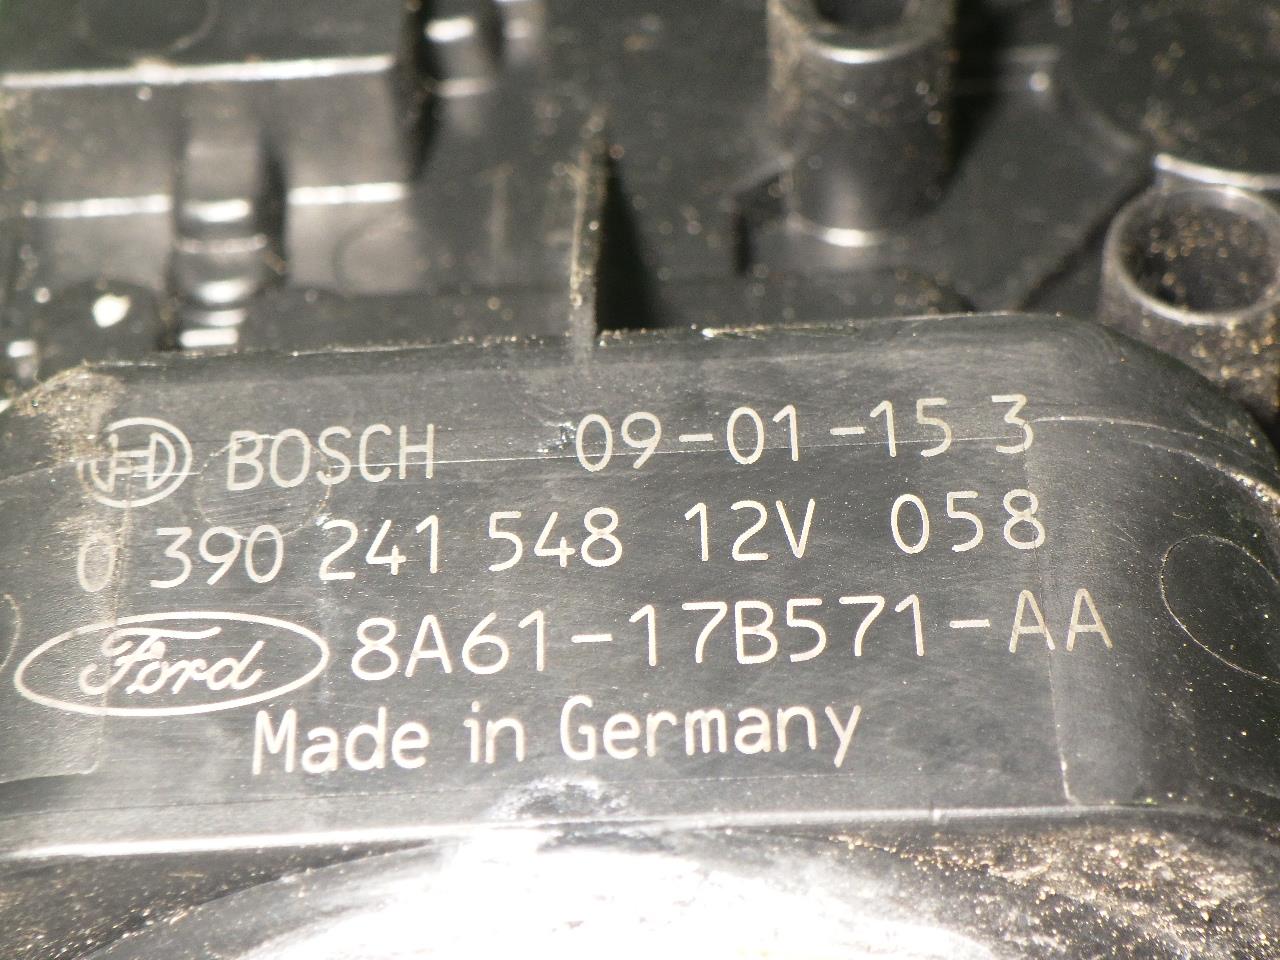 BOSCH 09-01-15 3
0 390 241 548 12V 058
Ford 8A61-17B571-AA
Made in Germany